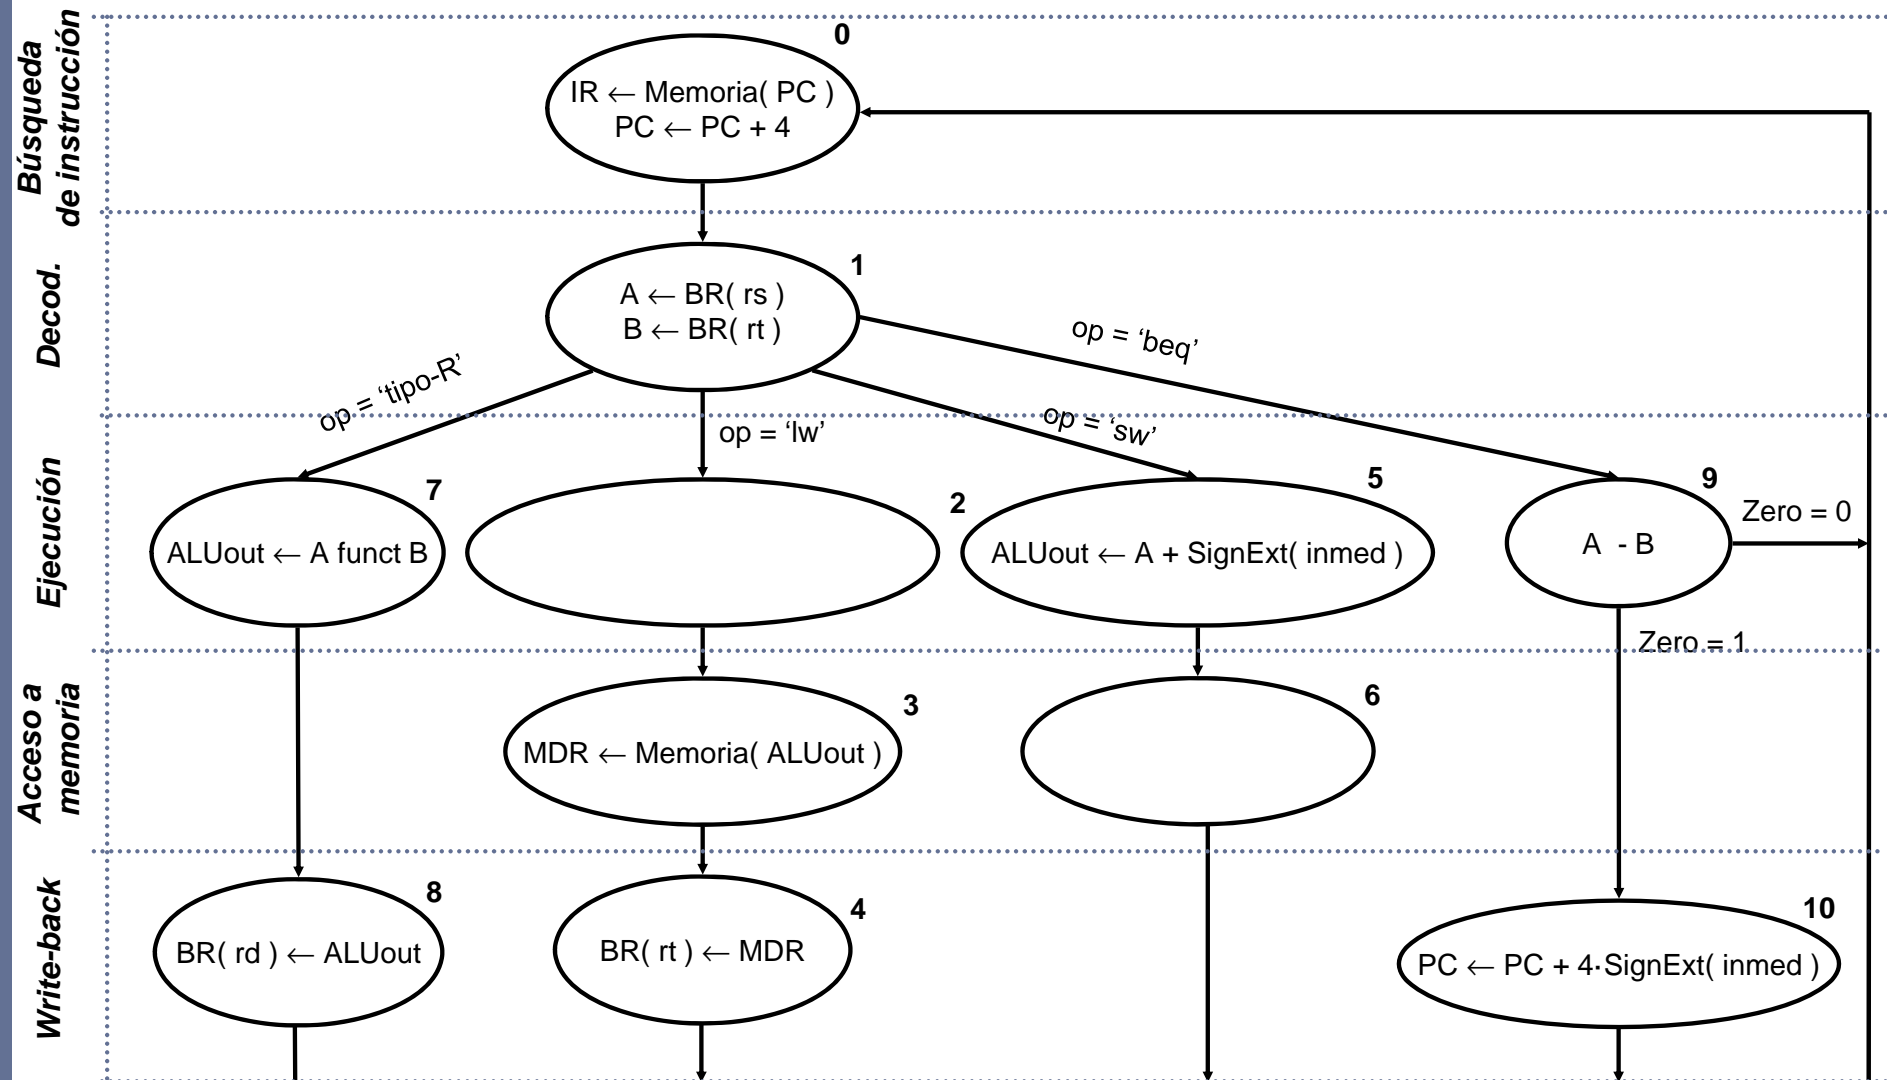 Búsqueda
de instrucción
0
IR ← Memoria( PC )
PC ← PC + 4
Decod.
1
A ← BR( rs )
B ← BR( rt )
op = ‘tipo-R’
op = ‘lw’
op = ‘sw’
op = ‘beq’
Ejecución
7
ALUout ← A funct B
2
5
ALUout ← A + SignExt( inmed )
9
A - B
Zero = 0
Zero = 1
Acceso a
memoria
3
MDR ← Memoria( ALUout )
6
Write-back
8
BR( rd ) ← ALUout
4
BR( rt ) ← MDR
10
PC ← PC + 4·SignExt( inmed )